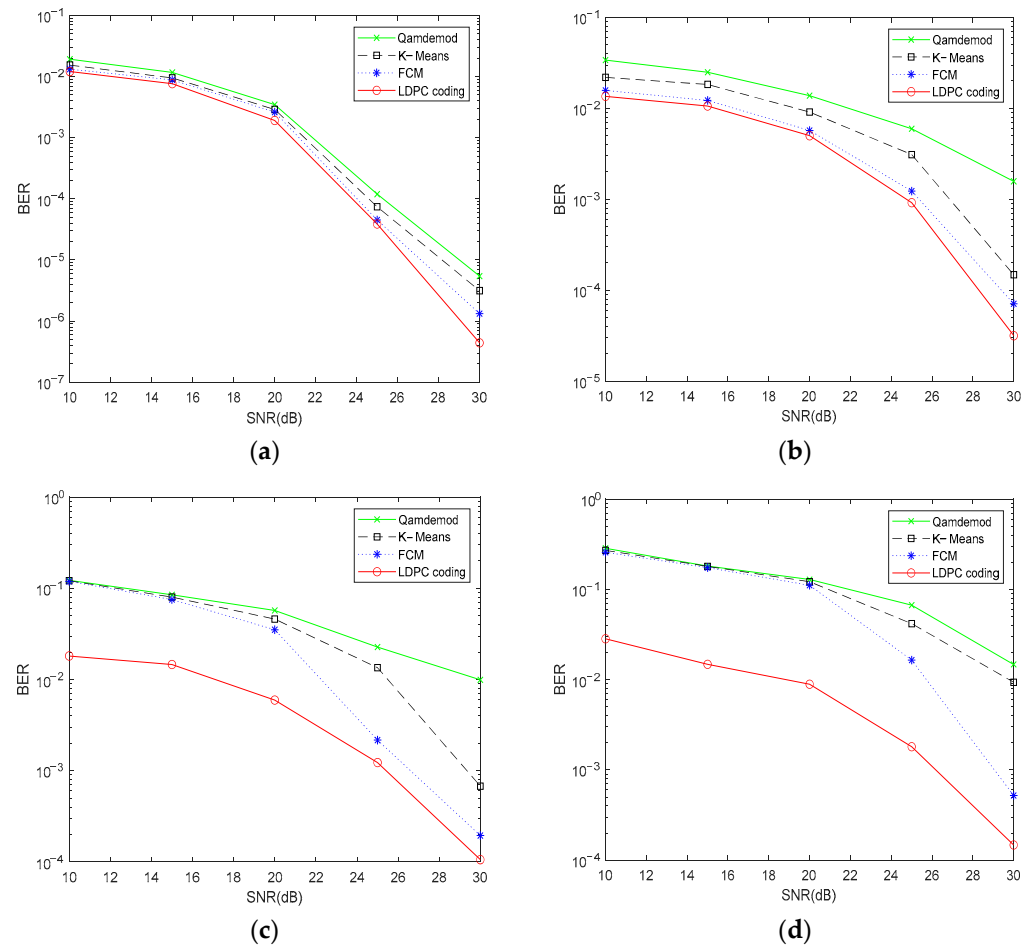 10⁻¹
10⁻²
10⁻³
10⁻⁴
10⁻⁵
10⁻⁶
10⁻⁷
BER
10 12 14 16 18 20 22 24 26 28 30
SNR(dB)
Qamdemod
K-Means
FCM
LDPC coding
(a)
10⁻¹
10⁻²
10⁻³
10⁻⁴
10⁻⁵
BER
10 12 14 16 18 20 22 24 26 28 30
SNR(dB)
Qamdemod
K-Means
FCM
LDPC coding
(b)
10⁰
10⁻¹
10⁻²
10⁻³
10⁻⁴
BER
10 12 14 16 18 20 22 24 26 28 30
SNR(dB)
Qamdemod
K-Means
FCM
LDPC coding
(c)
10⁰
10⁻¹
10⁻²
10⁻³
10⁻⁴
BER
10 12 14 16 18 20 22 24 26 28 30
SNR(dB)
Qamdemod
K-Means
FCM
LDPC coding
(d)